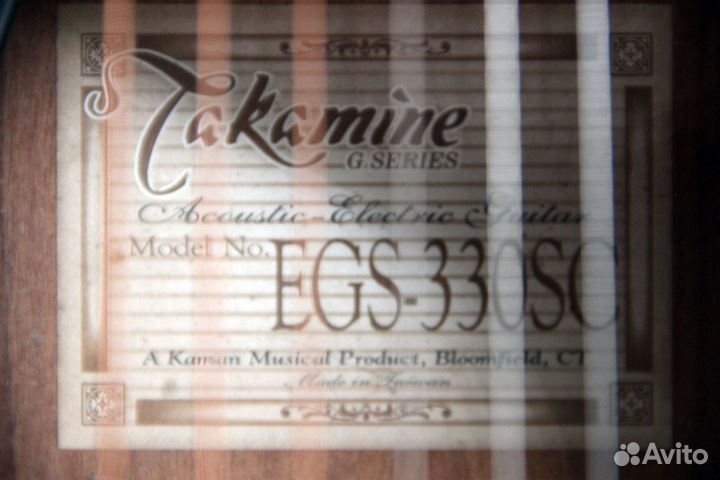 Takamine
G. SERIES
Acoustic-Electric Guitar
Model No. EGS-330SC
A Kaman Musical Product, Bloomfield, CT
Made in Taiwan
Avito